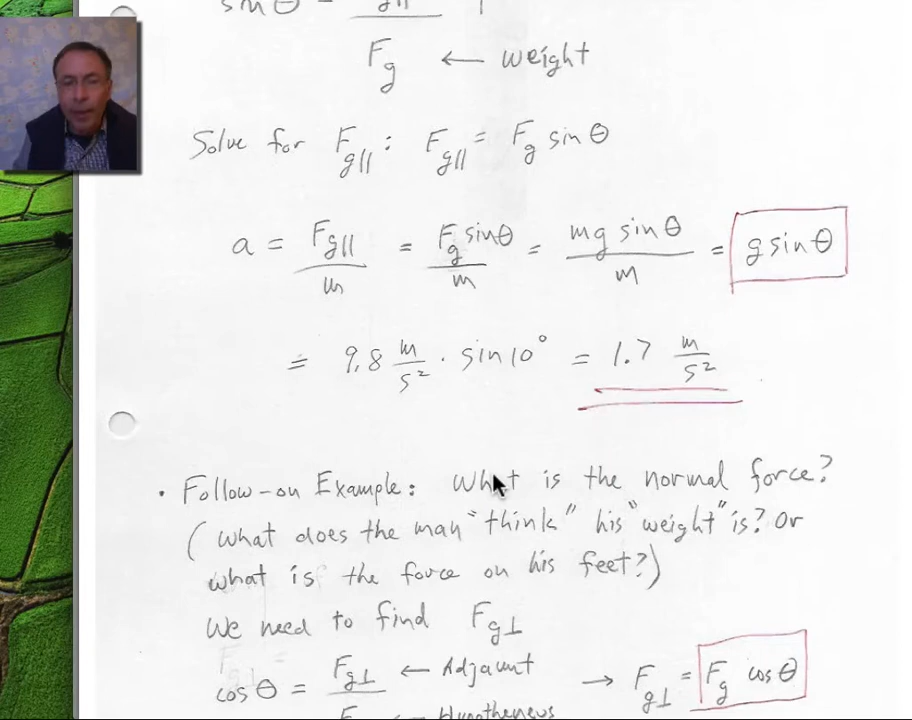 sin θ = Fg||
Fg ← weight
Solve for Fg|| : Fg|| = Fg sin θ
a = Fg|| / m = Fg sinθ / m = mg sin θ / m = g sin θ
= 9.8 m/s² · sin 10° = 1.7 m/s²
• Follow-on Example: What is the normal force?
(What does the man "think" his "weight" is? Or
what is the force on his feet?)
We need to find Fg⊥
cos θ = Fg⊥ ← Adjacent → Fg⊥ = Fg cos θ
← Hypotheneus